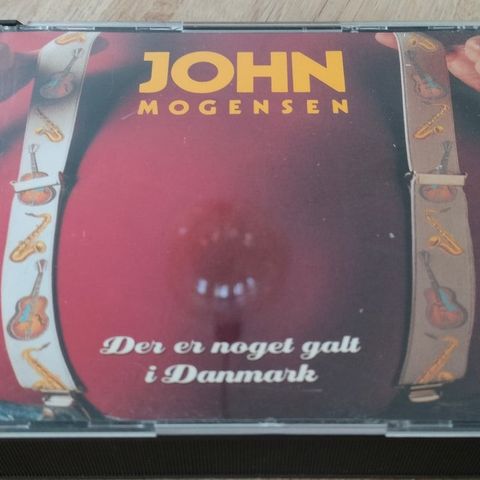 JOHN
MOGENSEN
Der er noget galt
i Danmark